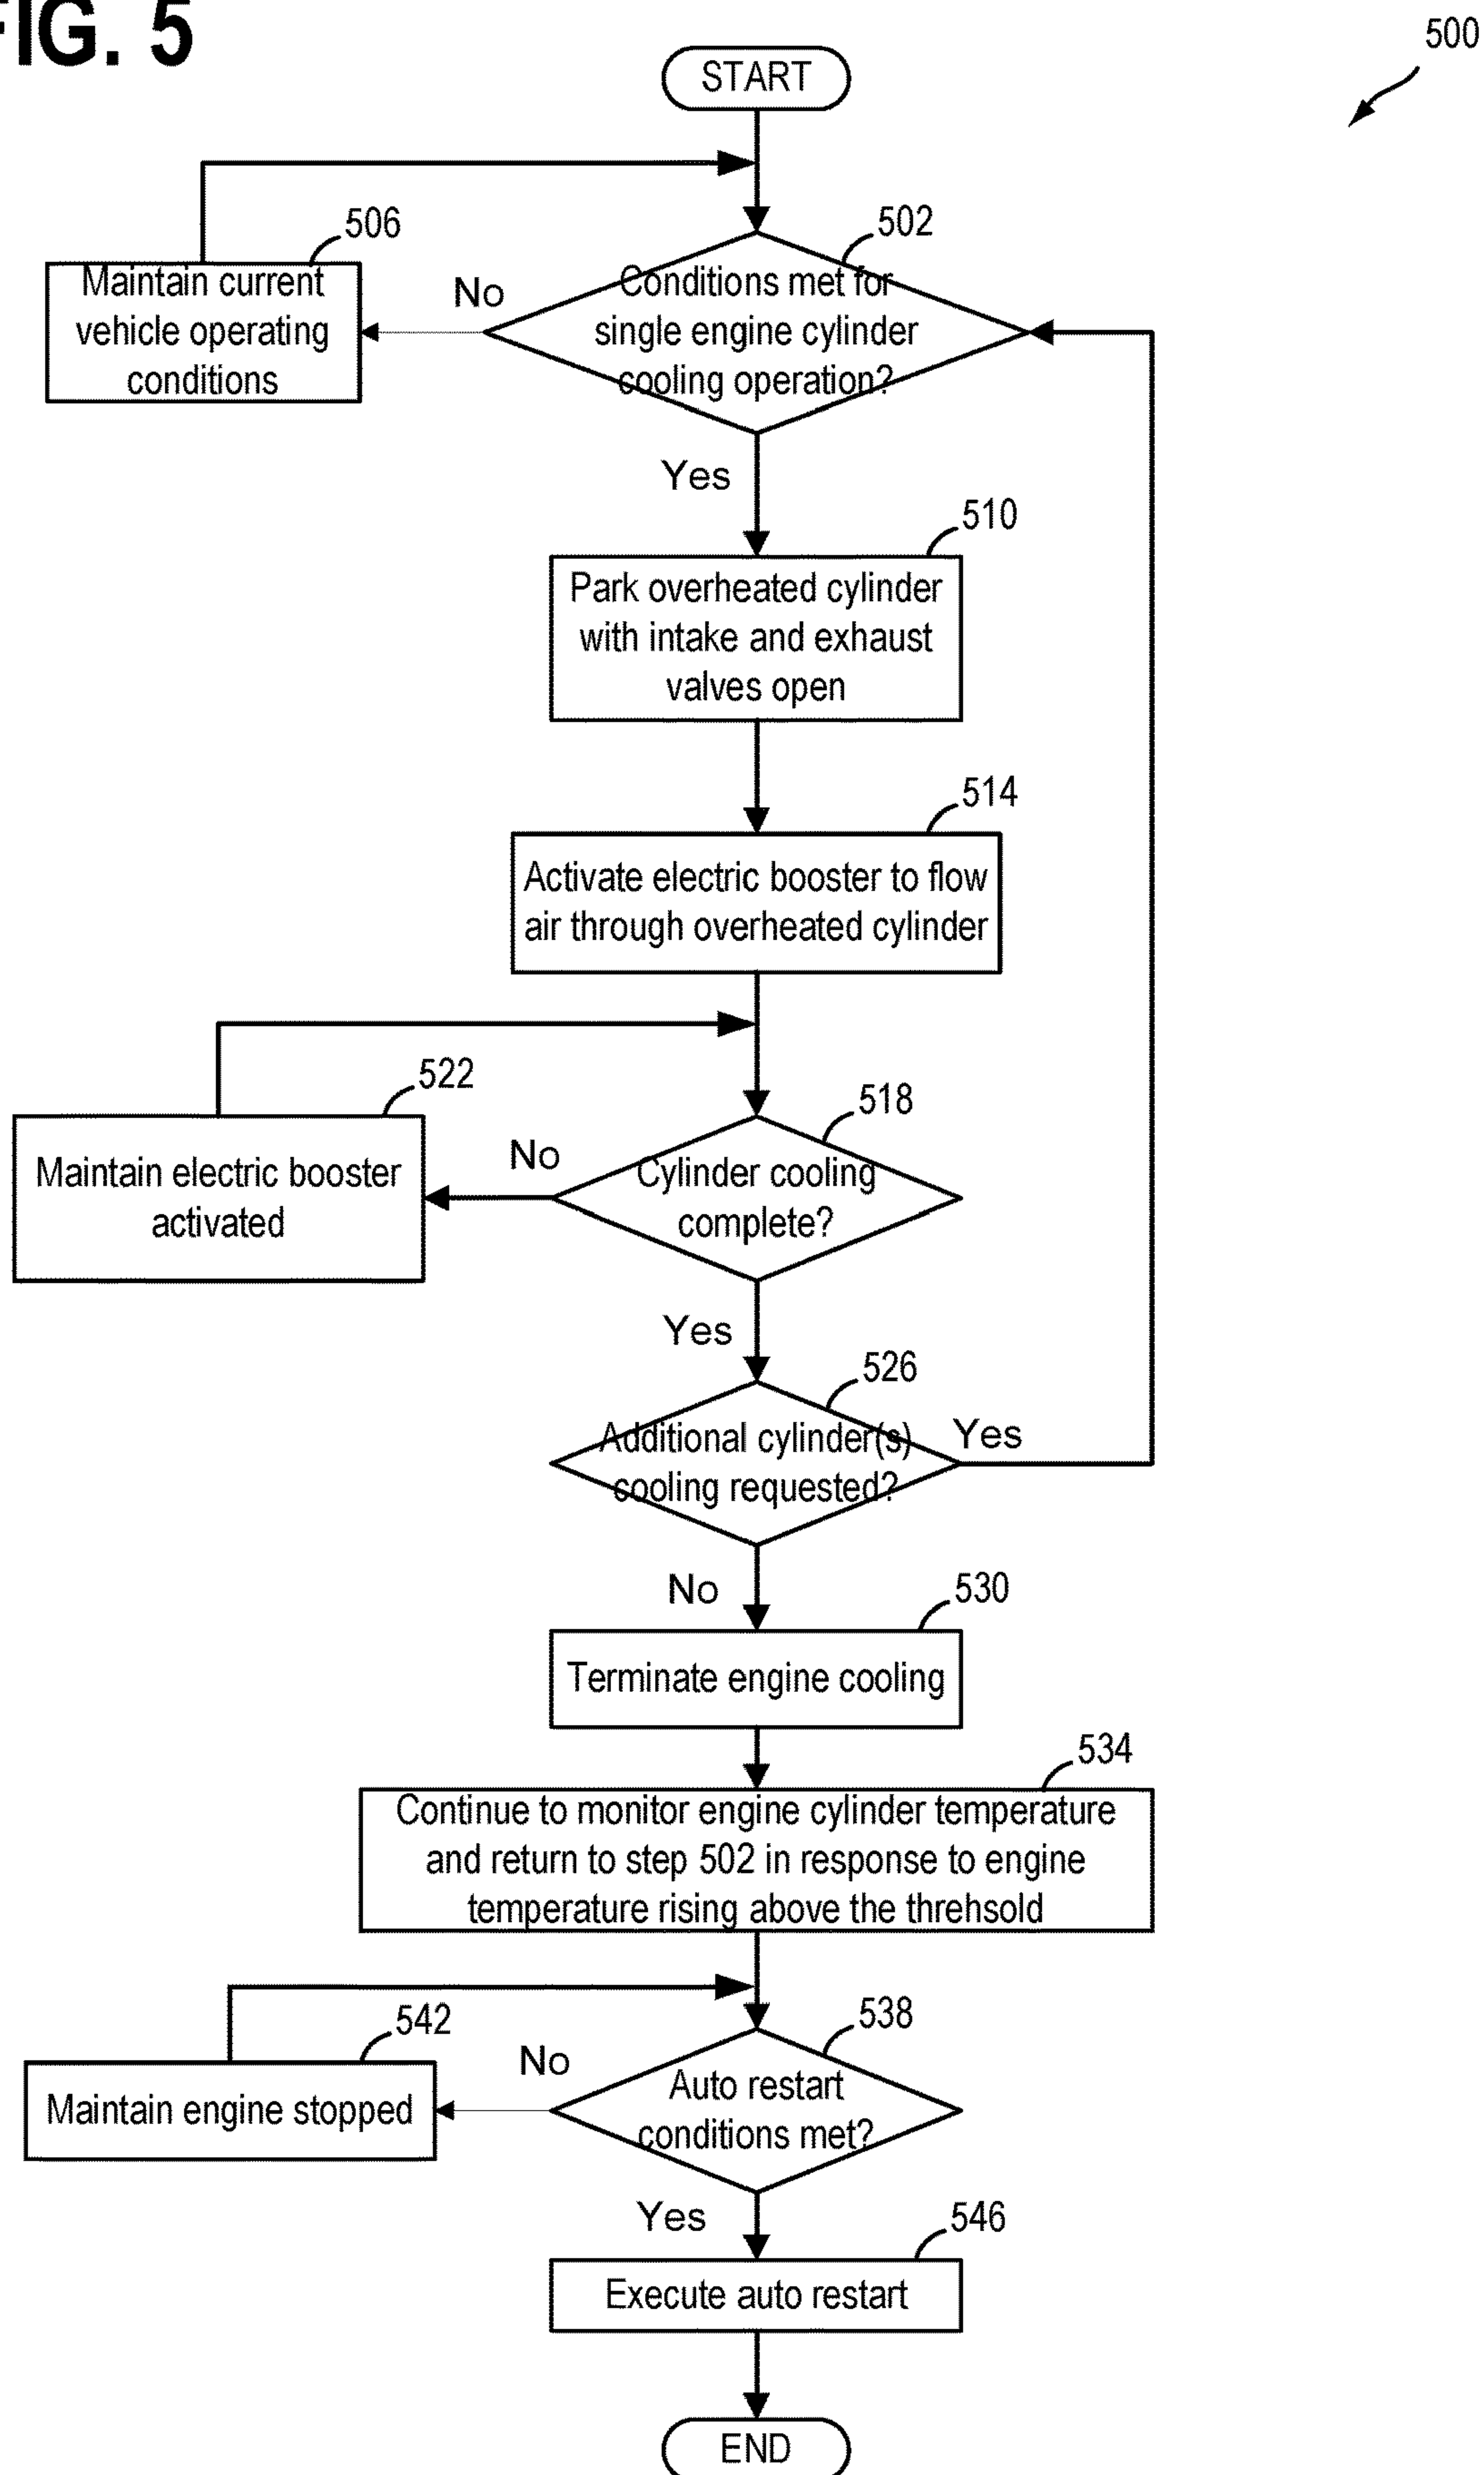 FIG. 5
500
START
506
Maintain current
vehicle operating
conditions
No
502
Conditions met for
single engine cylinder
cooling operation?
Yes
510
Park overheated cylinder
with intake and exhaust
valves open
514
Activate electric booster to flow
air through overheated cylinder
522
Maintain electric booster
activated
No
518
Cylinder cooling
complete?
Yes
526
Additional cylinder(s)
cooling requested?
Yes
No
530
Terminate engine cooling
534
Continue to monitor engine cylinder temperature
and return to step 502 in response to engine
temperature rising above the threhsold
542
Maintain engine stopped
No
538
Auto restart
conditions met?
Yes
546
Execute auto restart
END